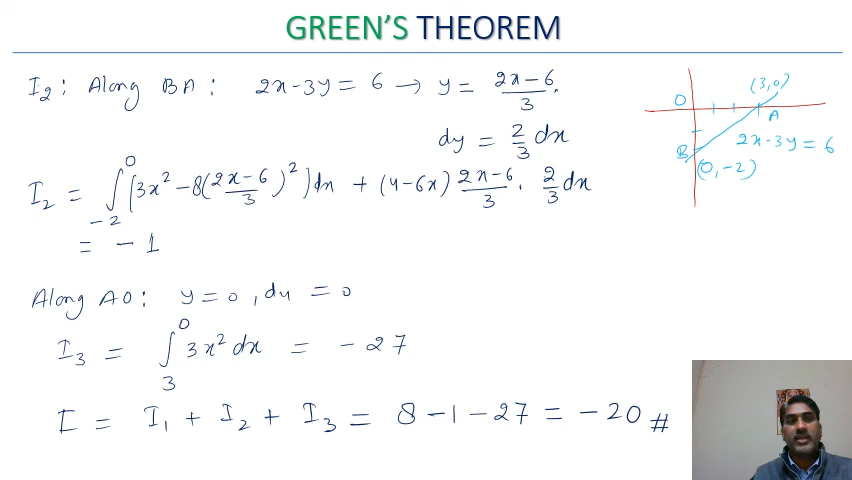 GREEN'S THEOREM
I₂: Along BA: 2x-3y = 6 → y = (2x-6)/3.
dy = 2/3 dx
I₂ = ∫_{-2}^{0} (3x² - 8((2x-6)/3)²) dx + (4-6x) (2x-6)/3 · 2/3 dx
= -1
Along AO: y=0, dy = 0
I₃ = ∫_{3}^{0} 3x² dx = -27
I = I₁ + I₂ + I₃ = 8 -1 -27 = -20 #
(3,0)
O
A
B
2x-3y=6
(0,-2)